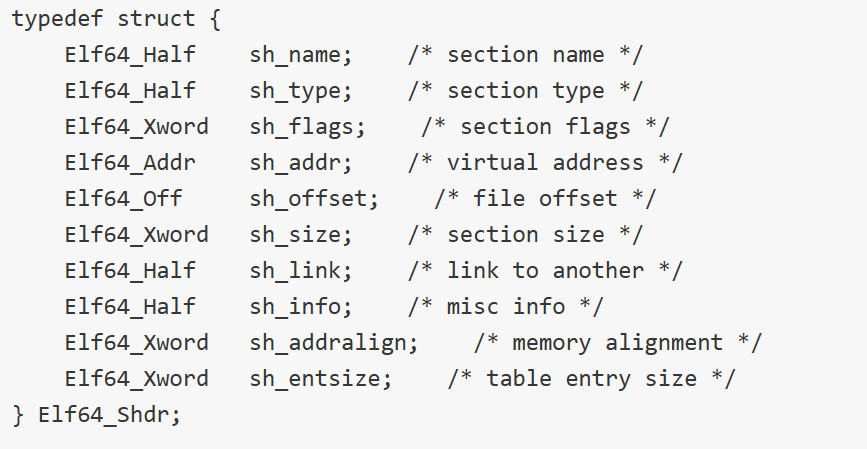 typedef struct {
    Elf64_Half    sh_name;    /* section name */
    Elf64_Half    sh_type;    /* section type */
    Elf64_Xword   sh_flags;    /* section flags */
    Elf64_Addr    sh_addr;    /* virtual address */
    Elf64_Off     sh_offset;    /* file offset */
    Elf64_Xword   sh_size;    /* section size */
    Elf64_Half    sh_link;    /* link to another */
    Elf64_Half    sh_info;    /* misc info */
    Elf64_Xword   sh_addralign;    /* memory alignment */
    Elf64_Xword   sh_entsize;    /* table entry size */
} Elf64_Shdr;